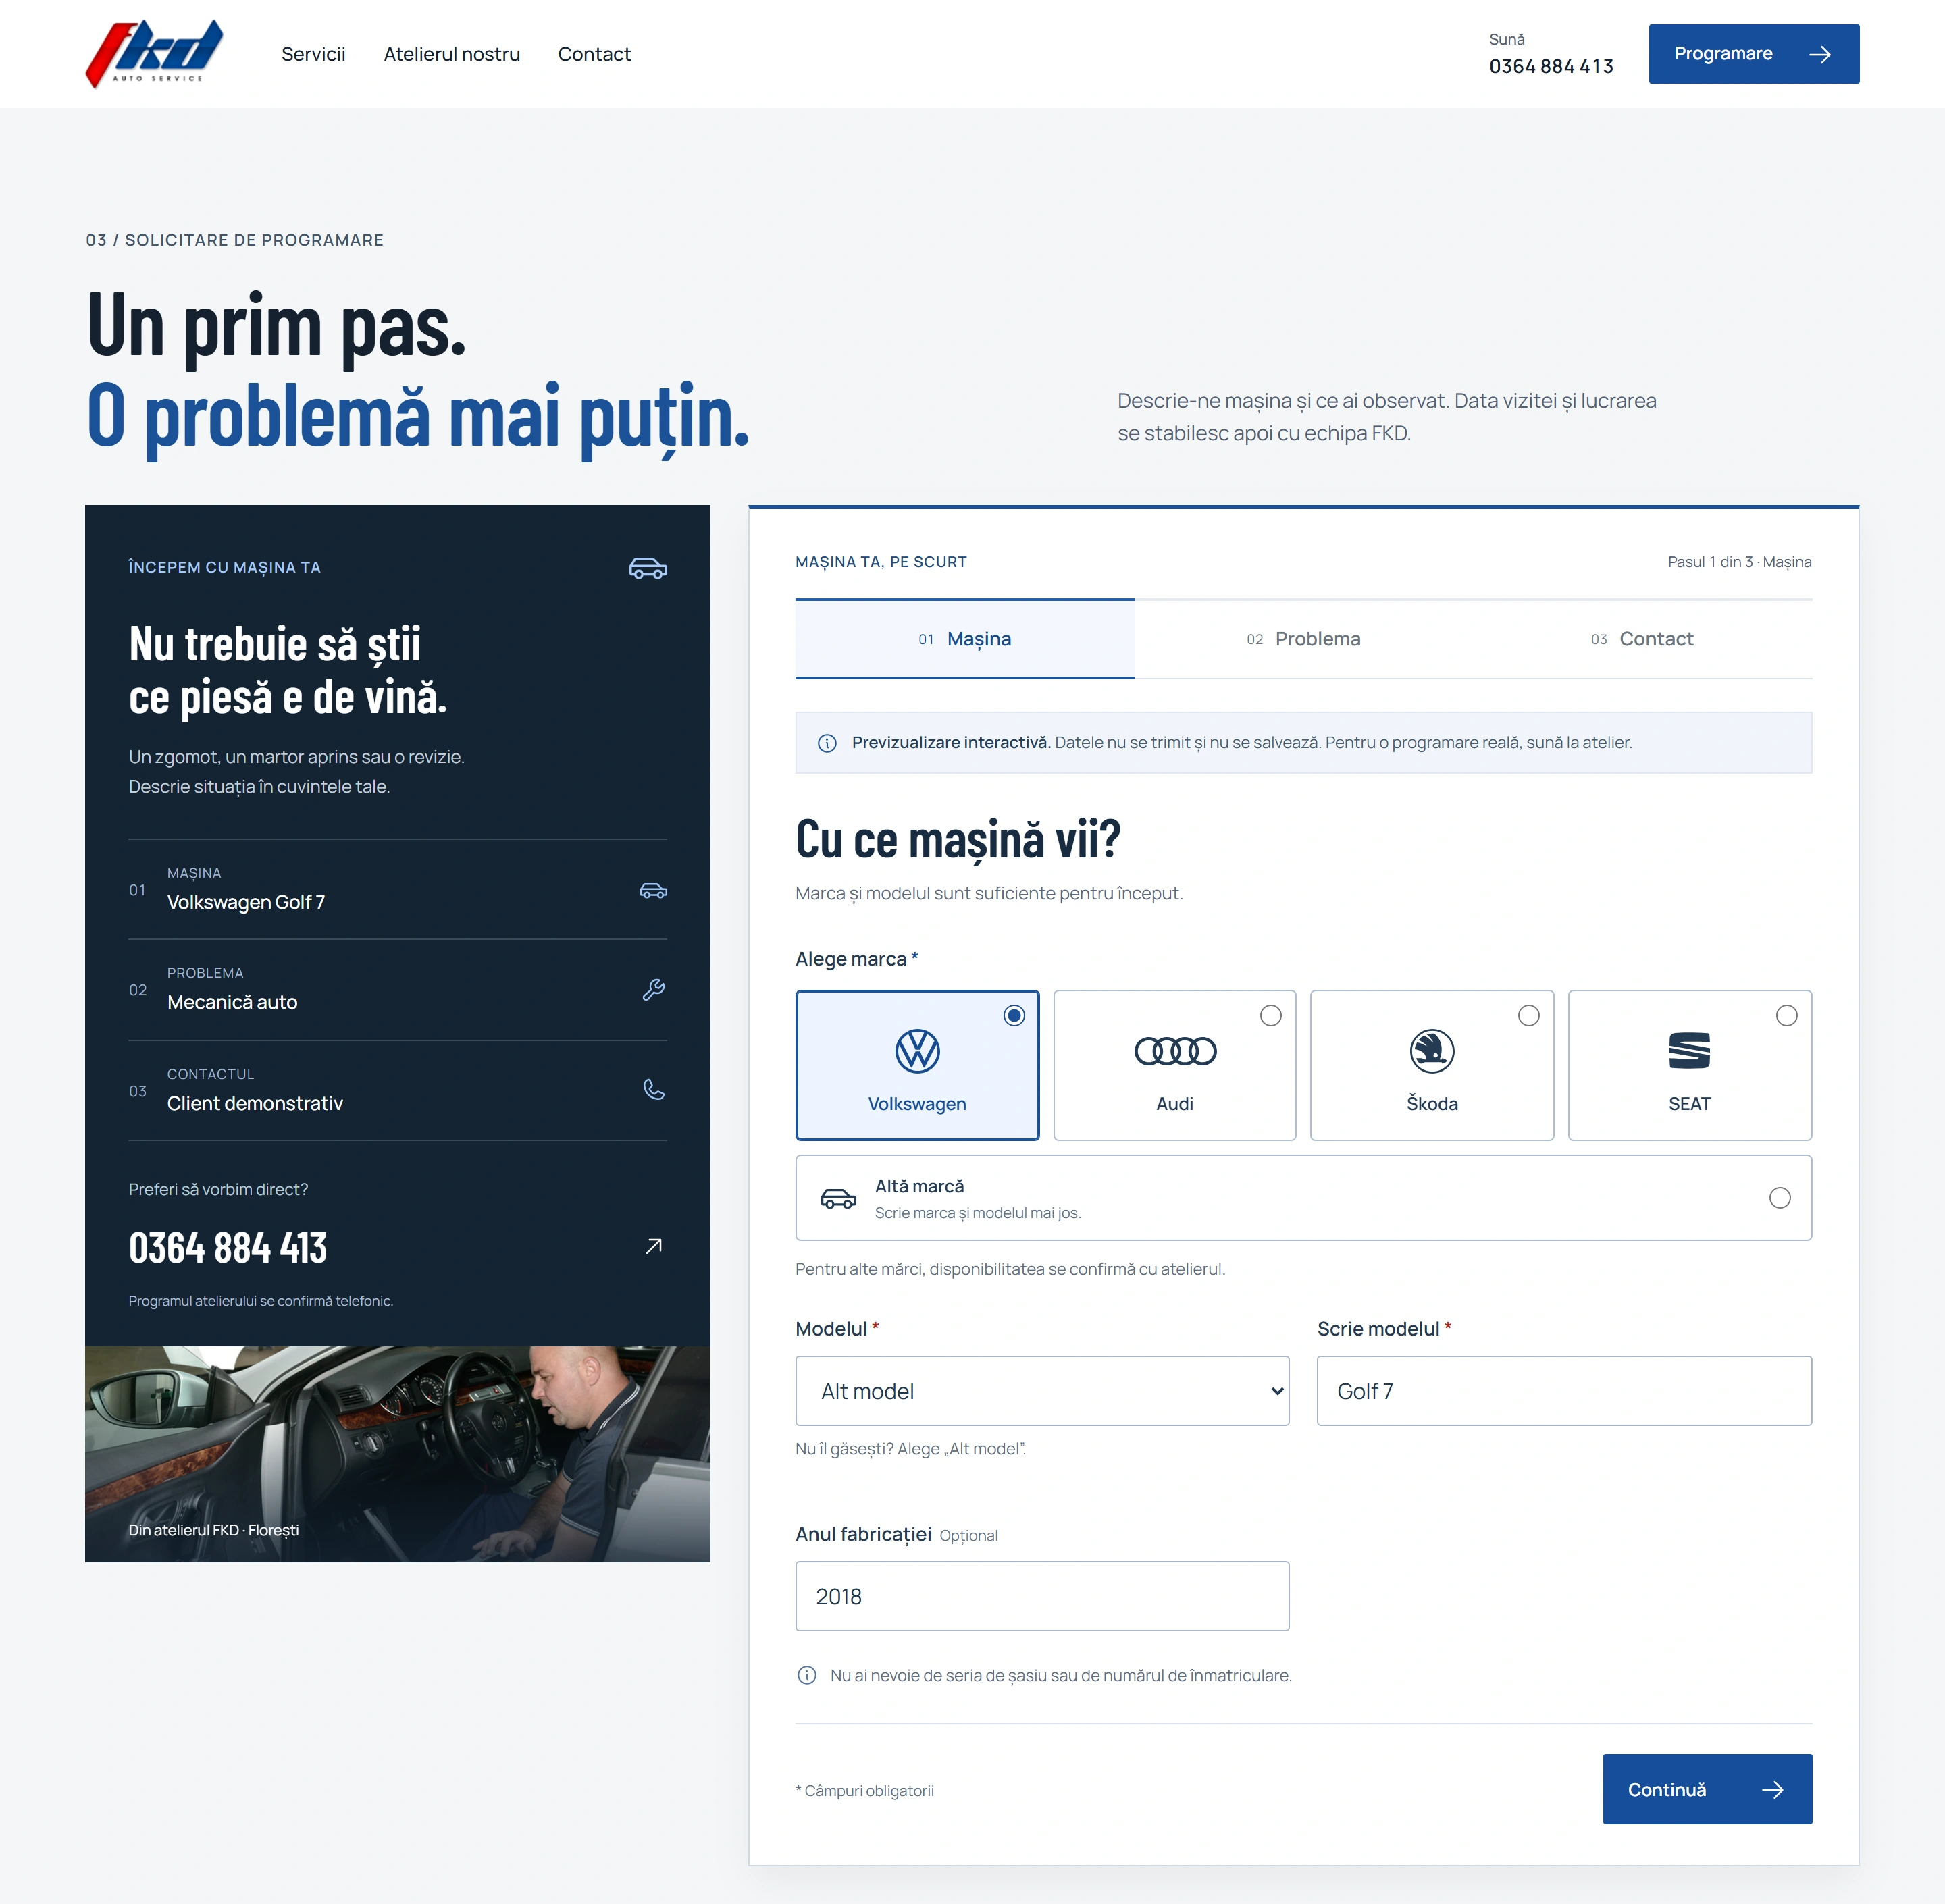 fkd
AUTO SERVICE
Servicii
Atelierul nostru
Contact
Sună
0364 884 413
Programare
03 / SOLICITARE DE PROGRAMARE
Un prim pas.
O problemă mai puțin.
Descrie-ne mașina și ce ai observat. Data vizitei și lucrarea
se stabilesc apoi cu echipa FKD.
ÎNCEPEM CU MAȘINA TA
Nu trebuie să știi
ce piesă e de vină.
Un zgomot, un martor aprins sau o revizie.
Descrie situația în cuvintele tale.
01
MAȘINA
Volkswagen Golf 7
02
PROBLEMA
Mecanică auto
03
CONTACTUL
Client demonstrativ
Preferi să vorbim direct?
0364 884 413
Programul atelierului se confirmă telefonic.
Din atelierul FKD · Florești
MAȘINA TA, PE SCURT
Pasul 1 din 3 · Mașina
01 Mașina
02 Problema
03 Contact
Previzualizare interactivă. Datele nu se trimit și nu se salvează. Pentru o programare reală, sună la atelier.
Cu ce mașină vii?
Marca și modelul sunt suficiente pentru început.
Alege marca *
Volkswagen
Audi
Škoda
SEAT
Altă marcă
Scrie marca și modelul mai jos.
Pentru alte mărci, disponibilitatea se confirmă cu atelierul.
Modelul *
Scrie modelul *
Alt model
Golf 7
Nu îl găsești? Alege „Alt model”.
Anul fabricației Opțional
2018
Nu ai nevoie de seria de șasiu sau de numărul de înmatriculare.
* Câmpuri obligatorii
Continuă